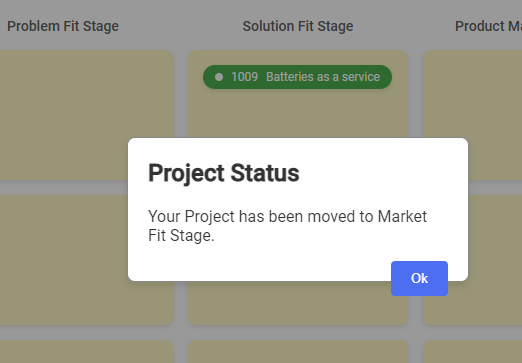 Problem Fit Stage
Solution Fit Stage
Product Ma
1009 Batteries as a service
Project Status
Your Project has been moved to Market
Fit Stage.
Ok